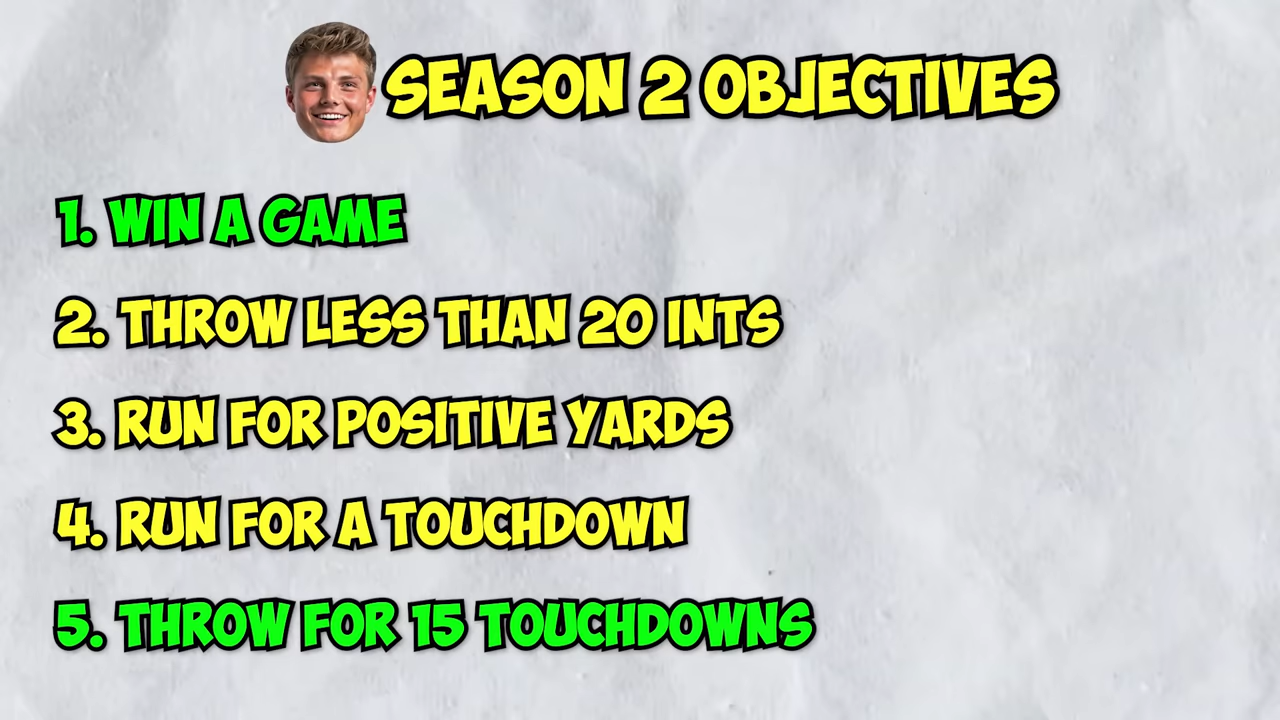 SEASON 2 OBJECTIVES
1. WIN A GAME
2. THROW LESS THAN 20 INTS
3. RUN FOR POSITIVE YARDS
4. RUN FOR A TOUCHDOWN
5. THROW FOR 15 TOUCHDOWNS